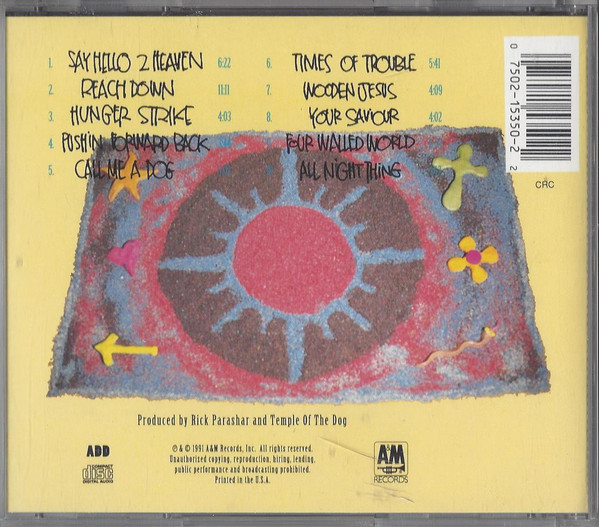 1. SAY HELLO 2 HEAVEN 6:22
2. REACH DOWN 11:11
3. HUNGER STRIKE 4:03
4. PUSHIN FORWARD BACK
5. CALL ME A DOG
6. TIMES OF TROUBLE 5:41
7. WOODEN JESUS 4:09
8. YOUR SAVIOUR 4:02
FOUR WALLED WORLD
ALL NIGHT THING
0 7502-15350-2 2
CRC
Produced by Rick Parashar and Temple Of The Dog
ADD
COMPACT
disc
DIGITAL AUDIO
℗ & © 1991 A&M Records, Inc. All rights reserved.
Unauthorized copying, reproduction, hiring, lending,
public performance and broadcasting prohibited.
Printed in the U.S.A.
A&M
RECORDS